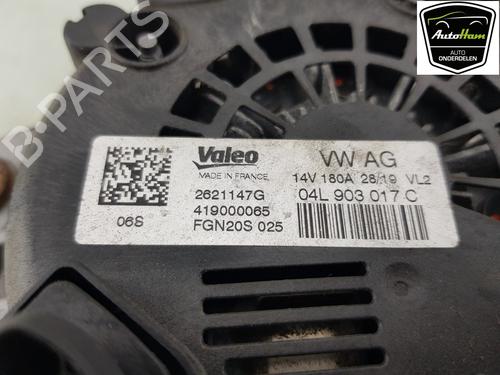 AutoHam
AUTO
ONDERDELEN
Valeo
MADE IN FRANCE
2621147G
419000065
FGN20S 025
06S
VW AG
14V 180A 28/19 VL2
04L 903 017 C